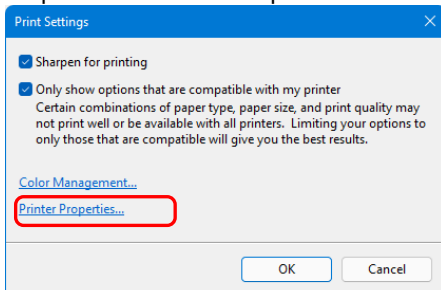 Print Settings
Sharpen for printing
Only show options that are compatible with my printer
Certain combinations of paper type, paper size, and print quality may
not print well or be available with all printers.  Limiting your options to
only those that are compatible will give you the best results.
Color Management...
Printer Properties...
OK Cancel